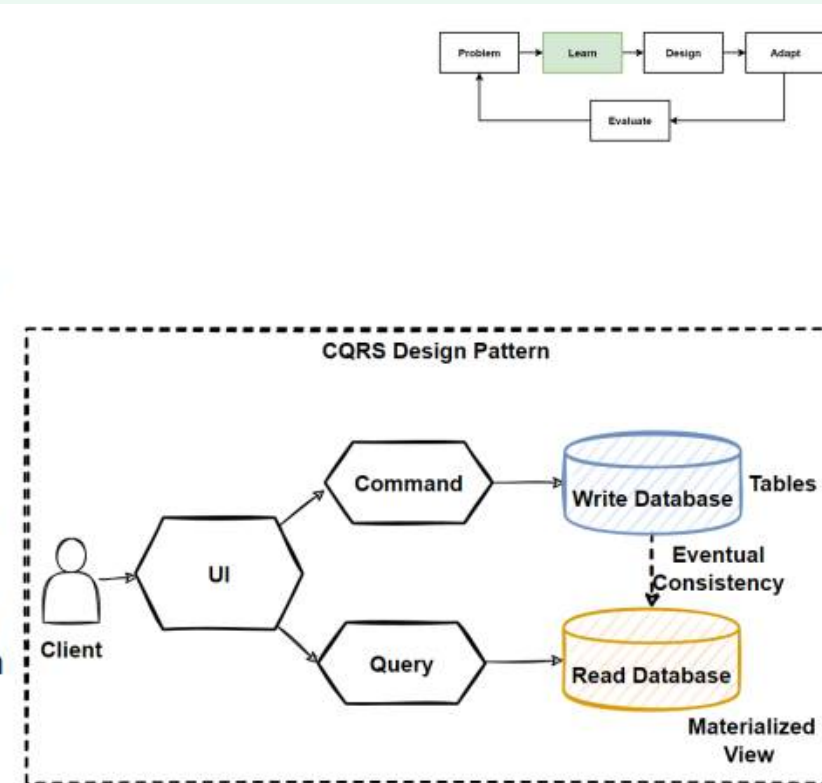 Problem
Learn
Design
Adapt
Evaluate
CQRS Design Pattern
Command
Write Database
Tables
UI
Eventual
Consistency
Client
Query
Read Database
Materialized
View